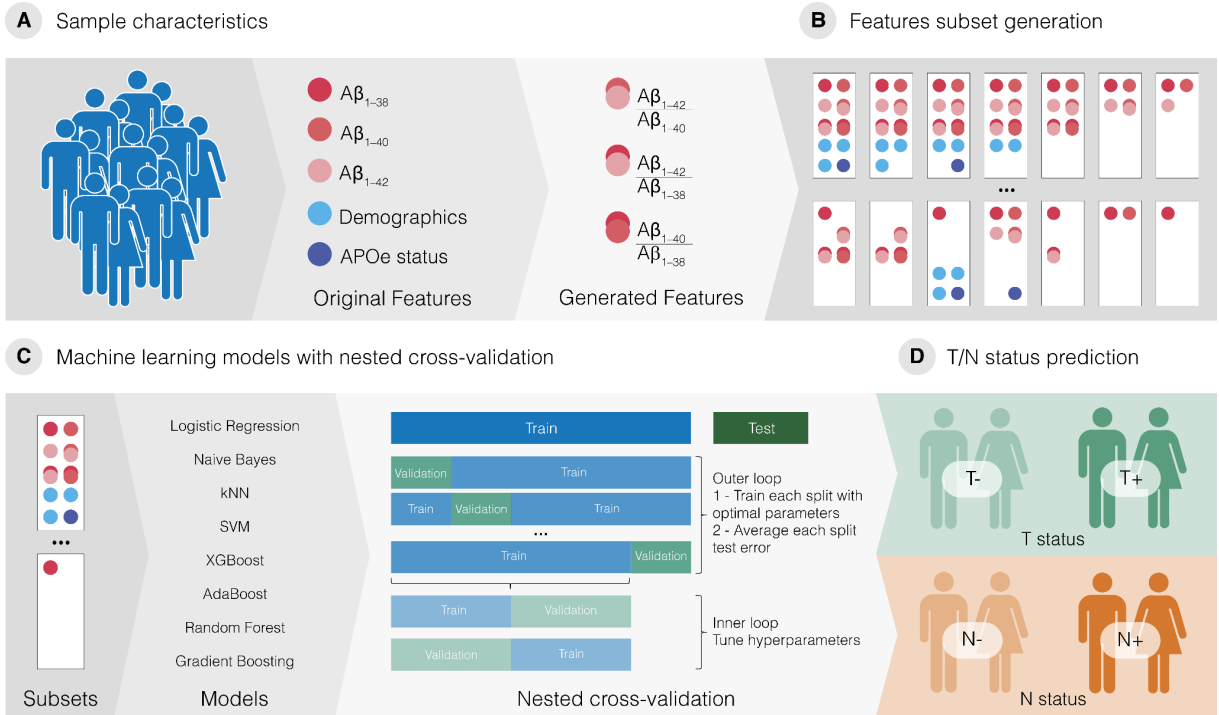 A Sample characteristics
Aβ1–38
Aβ1–40
Aβ1–42
Demographics
APOe status
Original Features
Aβ1–42
Aβ1–40
Aβ1–42
Aβ1–38
Aβ1–40
Aβ1–38
Generated Features
B Features subset generation
...
C Machine learning models with nested cross-validation
...
Subsets
Logistic Regression
Naive Bayes
kNN
SVM
XGBoost
AdaBoost
Random Forest
Gradient Boosting
Models
Train Test
Validation Train
Train Validation Train
...
Train Validation
Outer loop
1 - Train each split with
optimal parameters
2 - Average each split
test error
Train Validation
Validation Train
Inner loop
Tune hyperparameters
Nested cross-validation
D T/N status prediction
T- T+
T status
N- N+
N status